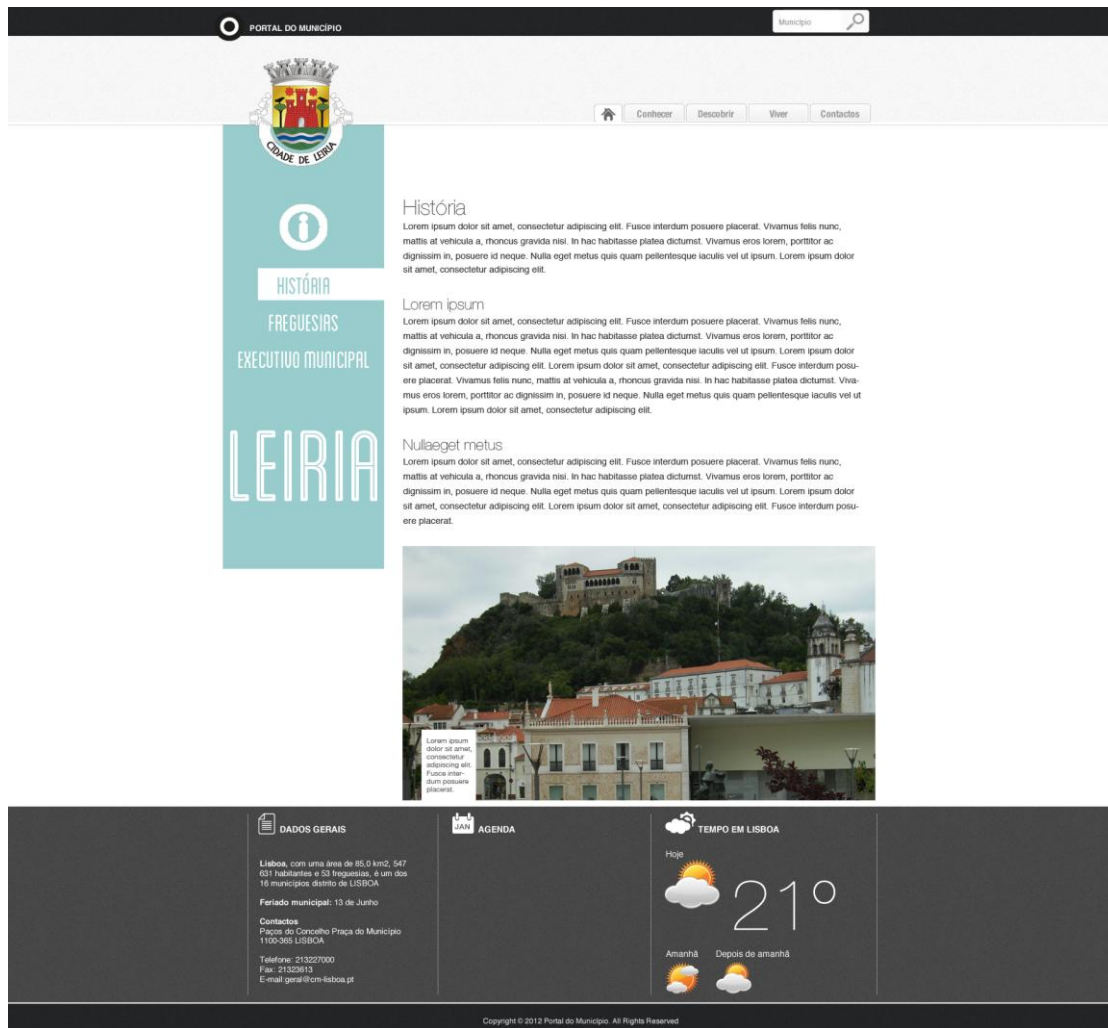 PORTAL DO MUNICÍPIO
Município
Conhecer
Descobrir
Viver
Contactos
CIDADE DE LEIRIA
HISTÓRIA
FREGUESIAS
EXECUTIVO MUNICIPAL
LEIRIA
História
Lorem ipsum dolor sit amet, consectetur adipiscing elit. Fusce interdum posuere placerat. Vivamus felis nunc,
mattis at vehicula a, rhoncus gravida nisi. In hac habitasse platea dictumst. Vivamus eros lorem, porttitor ac
dignissim in, posuere id neque. Nulla eget metus quis quam pellentesque iaculis vel ut ipsum. Lorem ipsum dolor
sit amet, consectetur adipiscing elit.
Lorem ipsum
Lorem ipsum dolor sit amet, consectetur adipiscing elit. Fusce interdum posuere placerat. Vivamus felis nunc,
mattis at vehicula a, rhoncus gravida nisi. In hac habitasse platea dictumst. Vivamus eros lorem, porttitor ac
dignissim in, posuere id neque. Nulla eget metus quis quam pellentesque iaculis vel ut ipsum. Lorem ipsum dolor
sit amet, consectetur adipiscing elit. Lorem ipsum dolor sit amet, consectetur adipiscing elit. Fusce interdum posu-
ere placerat. Vivamus felis nunc, mattis at vehicula a, rhoncus gravida nisi. In hac habitasse platea dictumst. Viva-
mus eros lorem, porttitor ac dignissim in, posuere id neque. Nulla eget metus quis quam pellentesque iaculis vel ut
ipsum. Lorem ipsum dolor sit amet, consectetur adipiscing elit.
Nullaeget metus
Lorem ipsum dolor sit amet, consectetur adipiscing elit. Fusce interdum posuere placerat. Vivamus felis nunc,
mattis at vehicula a, rhoncus gravida nisi. In hac habitasse platea dictumst. Vivamus eros lorem, porttitor ac
dignissim in, posuere id neque. Nulla eget metus quis quam pellentesque iaculis vel ut ipsum. Lorem ipsum dolor
sit amet, consectetur adipiscing elit. Lorem ipsum dolor sit amet, consectetur adipiscing elit. Fusce interdum posu-
ere placerat.
Lorem ipsum
dolor sit amet,
consectetur
adipiscing elit.
Fusce inter-
dum posuere
placerat.
DADOS GERAIS
Lisboa, com uma área de 85,0 km2, 547
631 habitantes e 53 freguesias, é um dos
16 municípios distrito de LISBOA
Feriado municipal: 13 de Junho
Contactos
Paços do Concelho Praça do Município
1100-365 LISBOA
Telefone: 213227000
Fax: 21323613
E-mail:geral@cm-lisboa.pt
JAN
AGENDA
TEMPO EM LISBOA
Hoje
21º
Amanhã
Depois de amanhã
Copyright © 2012 Portal do Município. All Rights Reserved